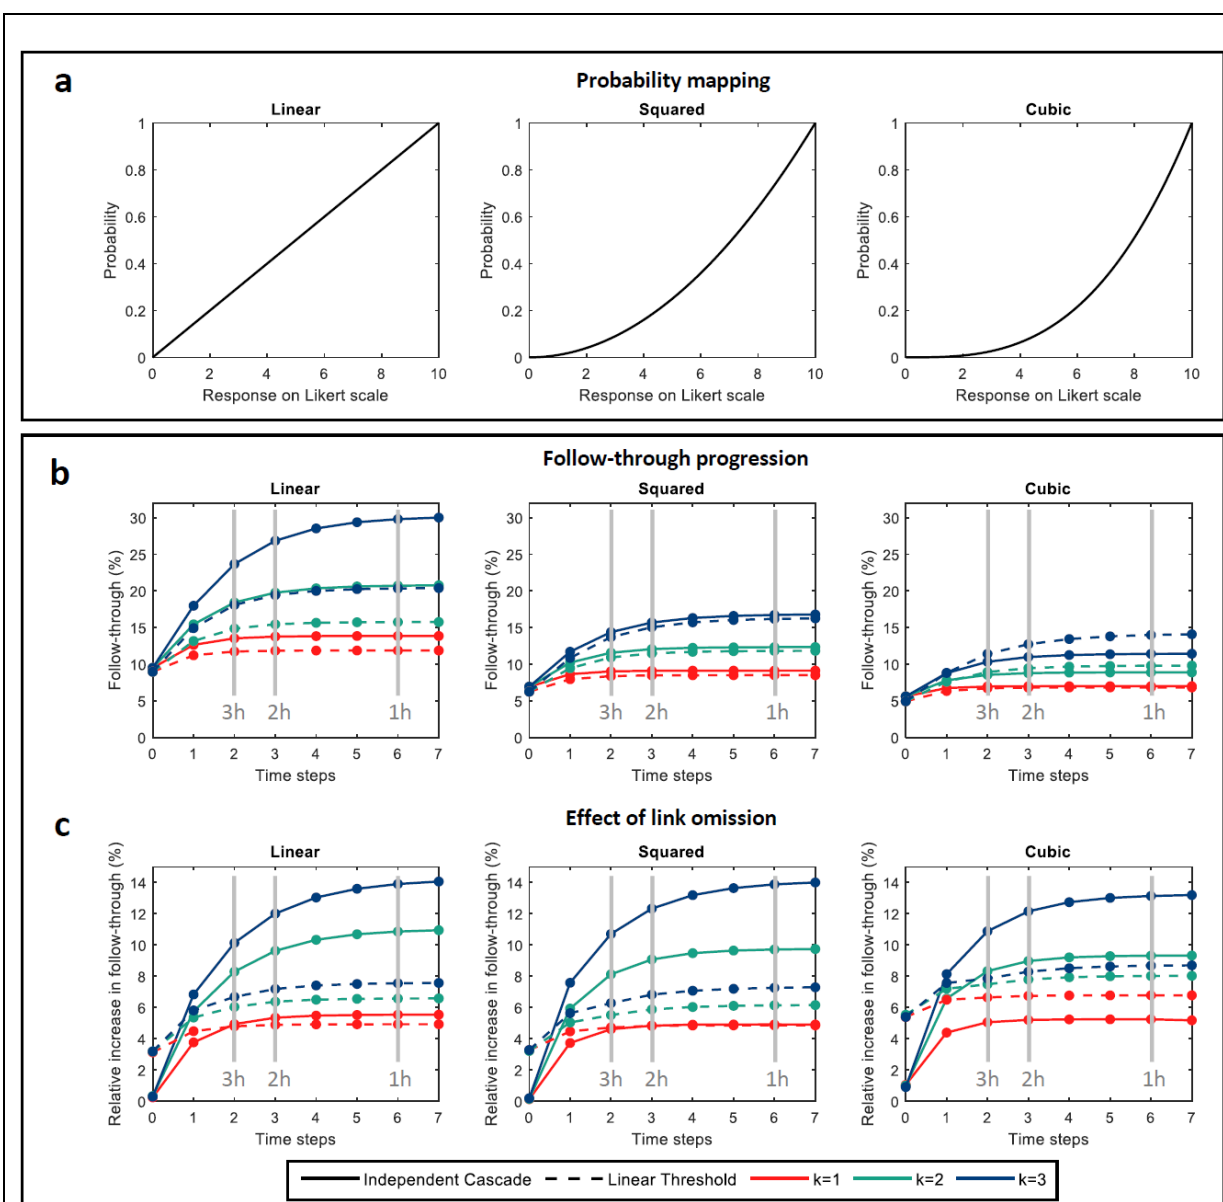 a
Probability mapping
Linear
Squared
Cubic
Probability
1
0.8
0.6
0.4
0.2
0
0 2 4 6 8 10
Response on Likert scale
Probability
1
0.8
0.6
0.4
0.2
0
0 2 4 6 8 10
Response on Likert scale
Probability
1
0.8
0.6
0.4
0.2
0
0 2 4 6 8 10
Response on Likert scale
b
Follow-through progression
Linear
Squared
Cubic
Follow-through (%)
30
25
20
15
10
5
0
3h 2h 1h
0 1 2 3 4 5 6 7
Time steps
Follow-through (%)
30
25
20
15
10
5
0
3h 2h 1h
0 1 2 3 4 5 6 7
Time steps
Follow-through (%)
30
25
20
15
10
5
0
3h 2h 1h
0 1 2 3 4 5 6 7
Time steps
c
Effect of link omission
Linear
Squared
Cubic
Relative increase in follow-through (%)
14
12
10
8
6
4
2
0
3h 2h 1h
0 1 2 3 4 5 6 7
Time steps
Relative increase in follow-through (%)
14
12
10
8
6
4
2
0
3h 2h 1h
0 1 2 3 4 5 6 7
Time steps
Relative increase in follow-through (%)
14
12
10
8
6
4
2
0
3h 2h 1h
0 1 2 3 4 5 6 7
Time steps
Independent Cascade Linear Threshold k=1 k=2 k=3